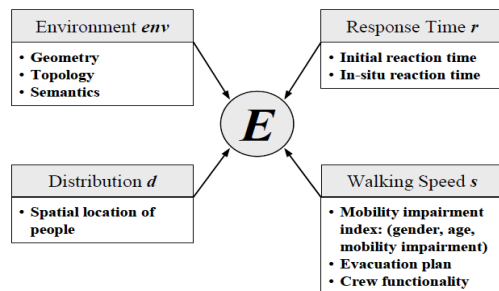 Environment env
• Geometry
• Topology
• Semantics
Response Time r
• Initial reaction time
• In-situ reaction time
E
Distribution d
• Spatial location of
people
Walking Speed s
• Mobility impairment
index: (gender, age,
mobility impairment)
• Evacuation plan
• Crew functionality